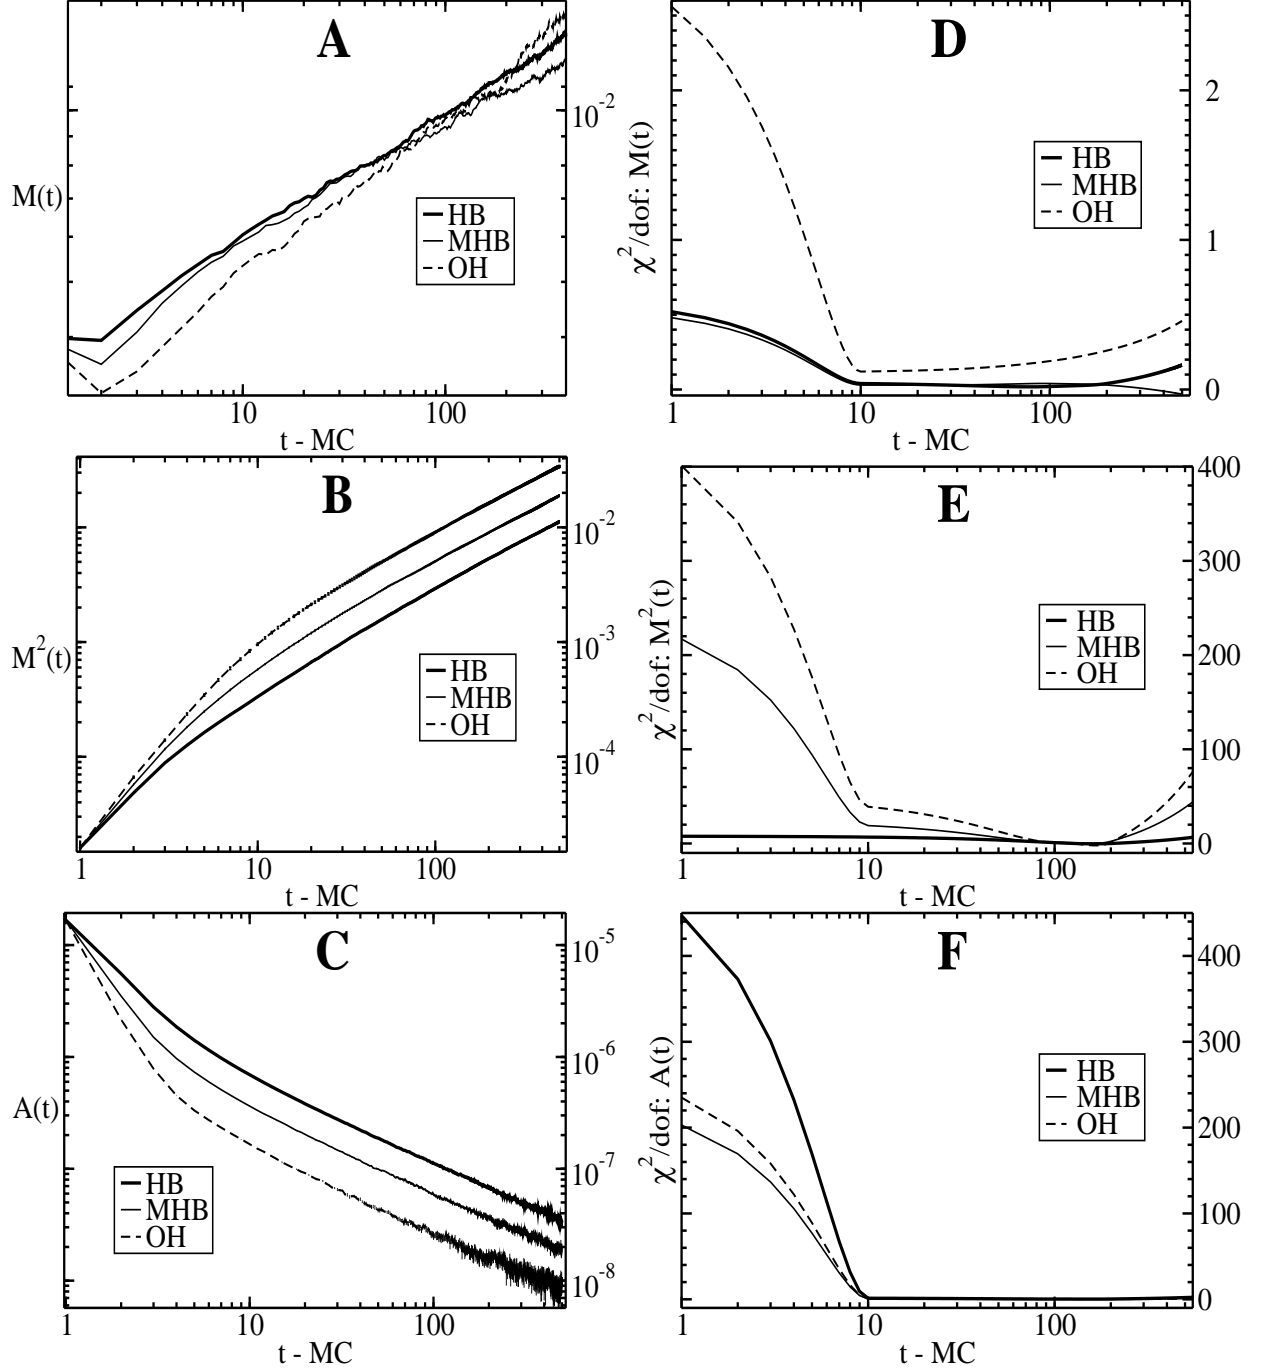 A
10^-2
M(t)
HB
MHB
OH
10
100
t - MC
D
χ^2/dof: M(t)
2
1
0
HB
MHB
OH
1
10
100
t - MC
B
10^-2
10^-3
10^-4
M^2(t)
HB
MHB
OH
1
10
100
t - MC
E
χ^2/dof: M^2(t)
400
300
200
100
0
HB
MHB
OH
1
10
100
t - MC
C
10^-5
10^-6
10^-7
10^-8
A(t)
HB
MHB
OH
1
10
100
t - MC
F
χ^2/dof: A(t)
400
300
200
100
0
HB
MHB
OH
1
10
100
t - MC